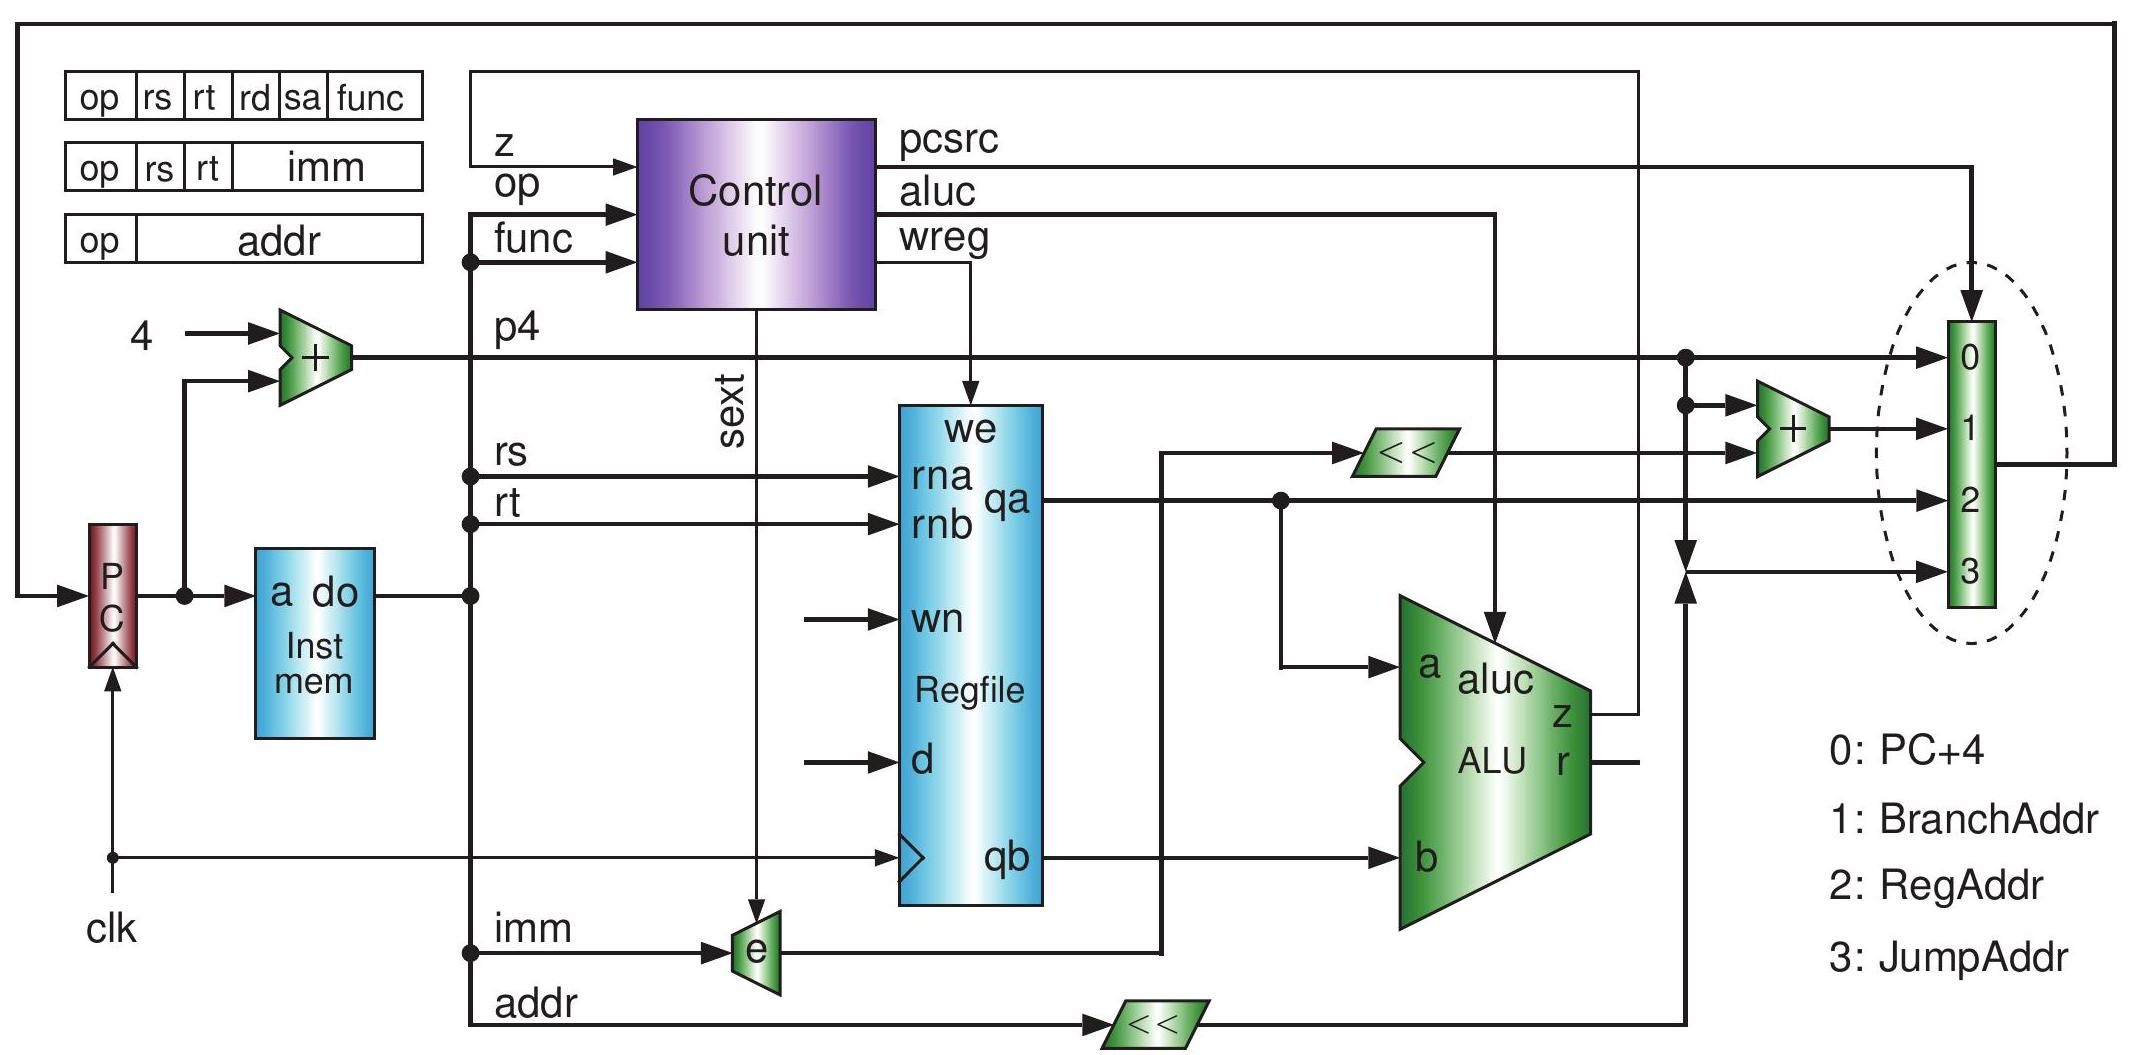 op rs rt rd sa func
op rs rt imm
op addr
z
op
func
Control
unit
pcsrc
aluc
wreg
4
+
p4
sext
rs
rt
we
rna
rnb
qa
wn
Regfile
d
qb
P
C
a do
Inst
mem
clk
imm
e
addr
<<
<<
+
0
1
2
3
a
aluc
z
ALU
r
b
0: PC+4
1: BranchAddr
2: RegAddr
3: JumpAddr